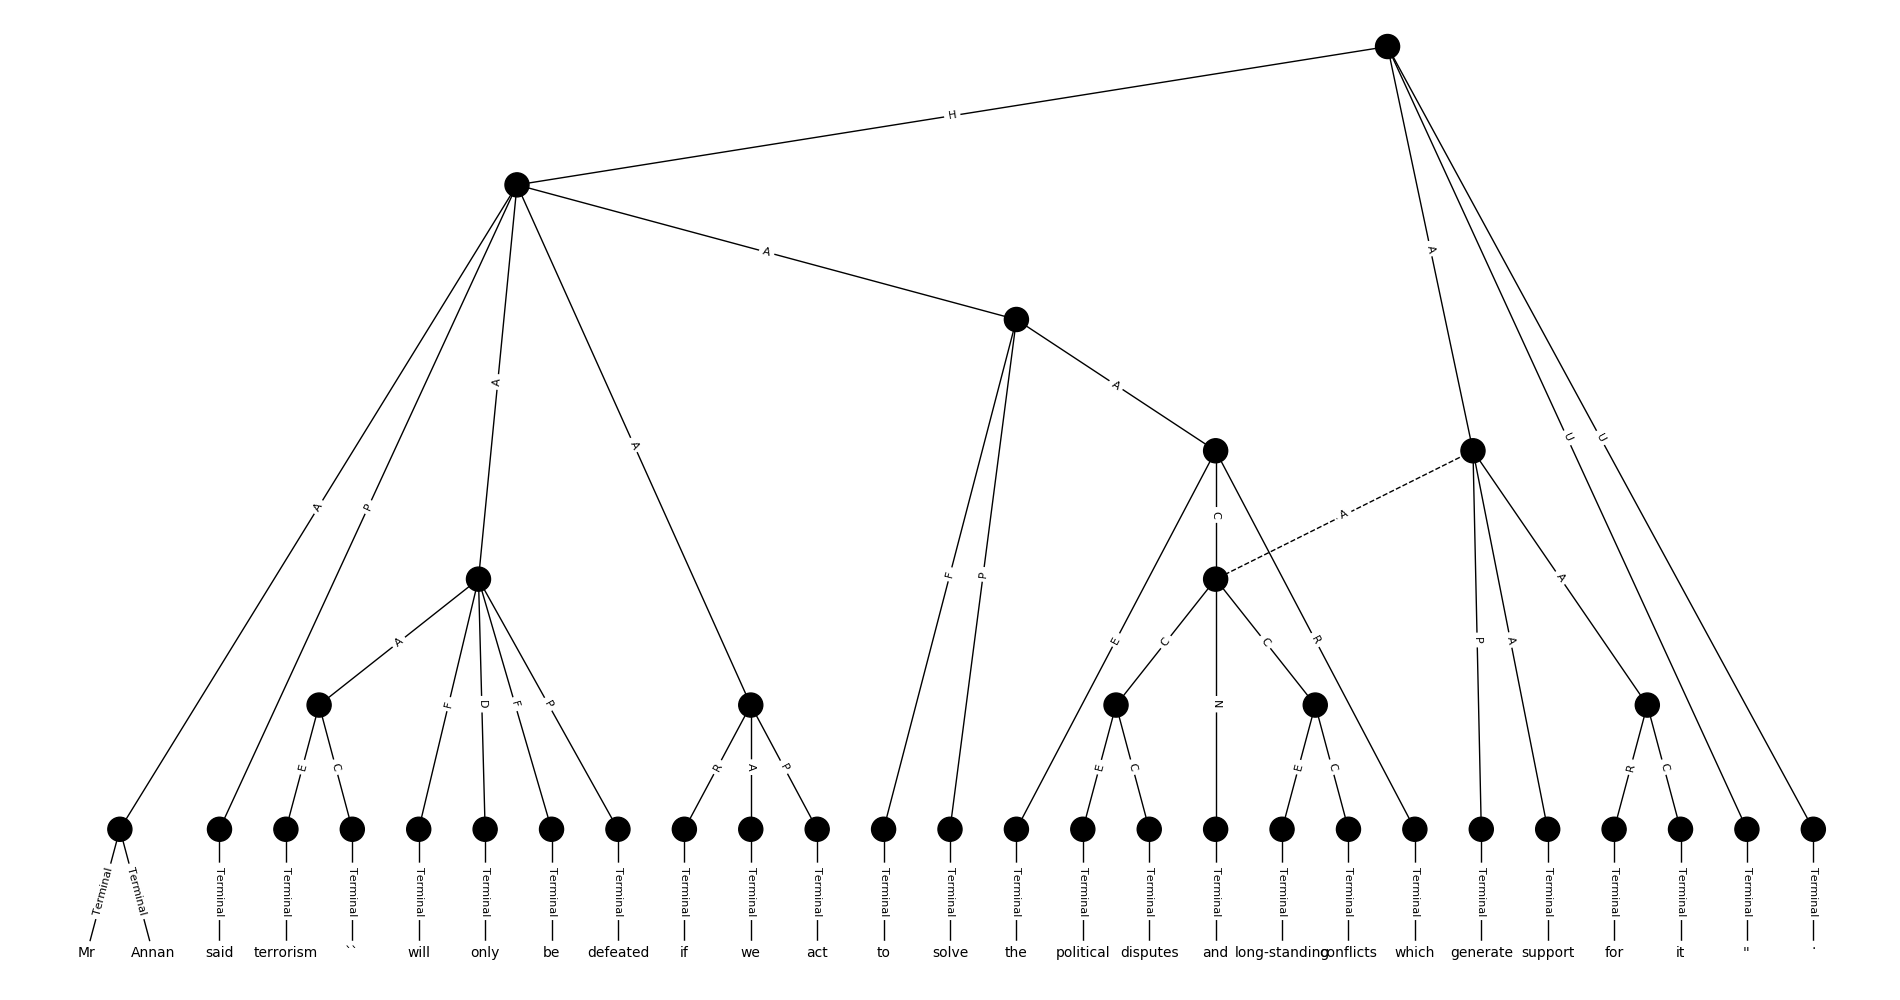 H
A
A
A
A
P
A
A
U
U
F
P
C
A
A
E
A
C
C
R
P
A
F
D
F
P
N
E
C
R
A
P
E
C
E
C
R
C
Terminal Terminal Terminal Terminal Terminal Terminal Terminal Terminal Terminal Terminal Terminal Terminal Terminal Terminal Terminal Terminal Terminal Terminal Terminal Terminal Terminal Terminal Terminal Terminal Terminal Terminal Terminal
Mr Annan said terrorism `` will only be defeated if we act to solve the political disputes and long-standing conflicts which generate support for it " .